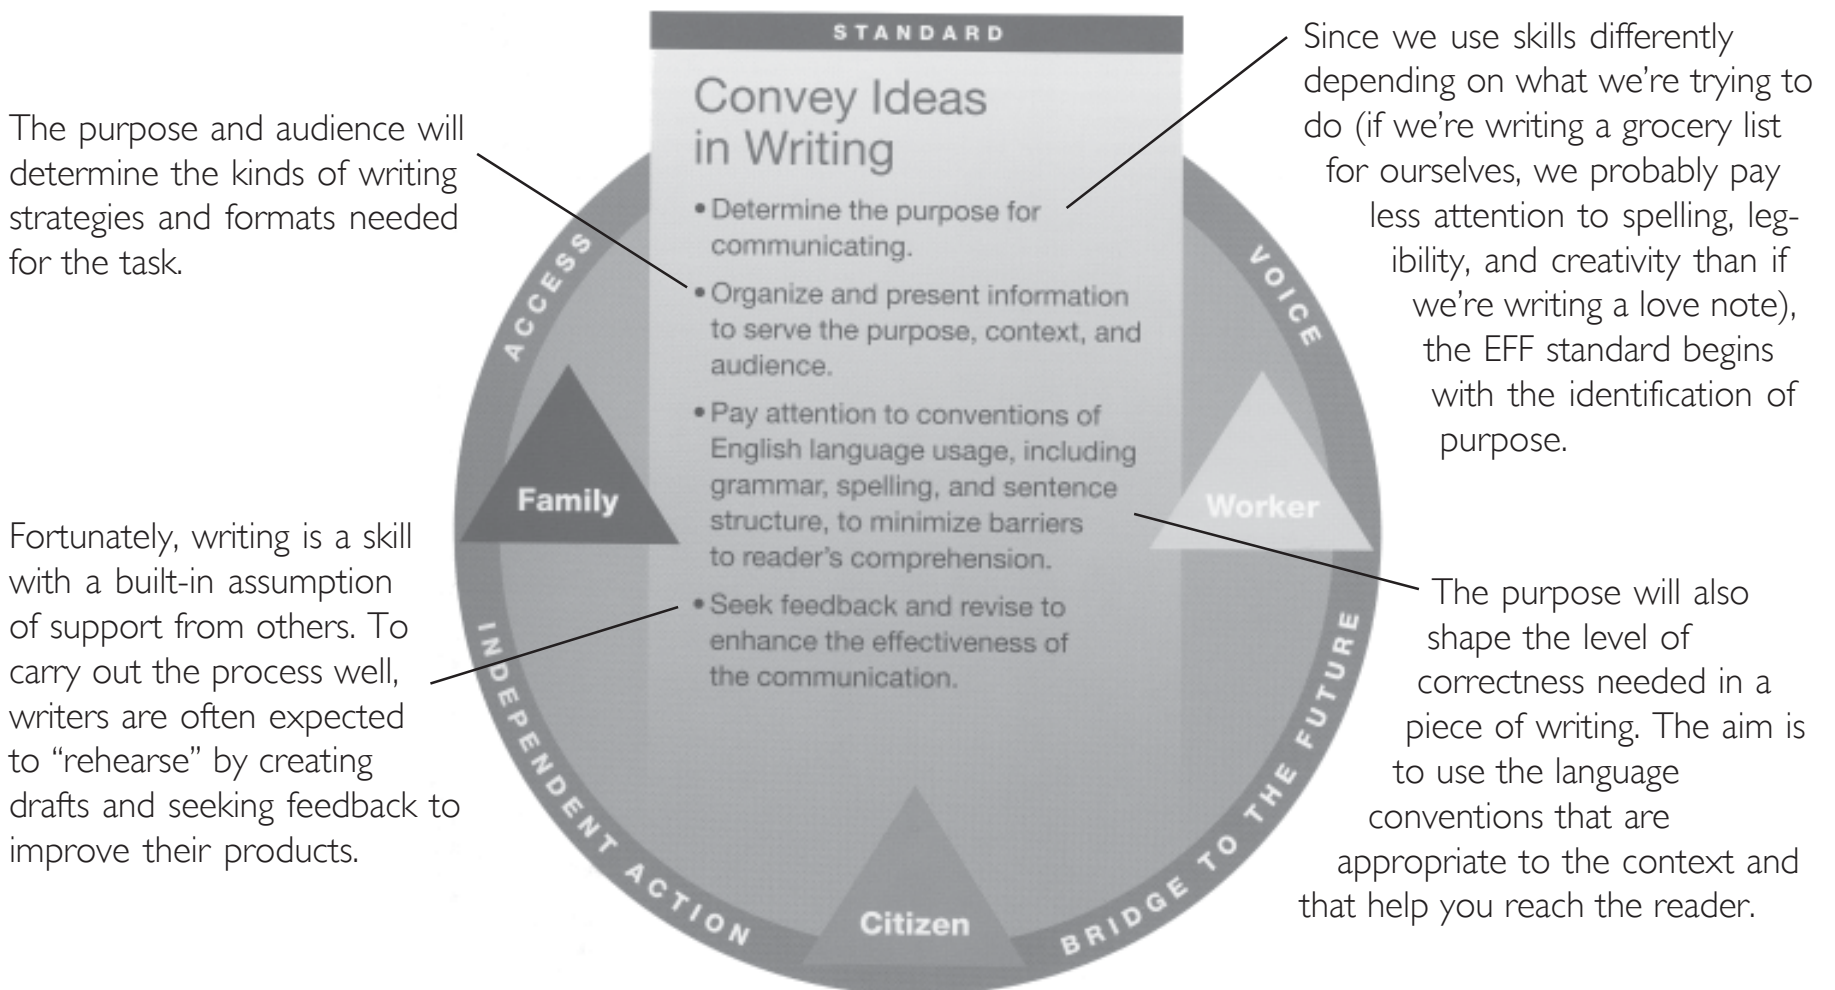 STANDARD
Convey Ideas
in Writing
• Determine the purpose for
communicating.
• Organize and present information
to serve the purpose, context, and
audience.
• Pay attention to conventions of
English language usage, including
grammar, spelling, and sentence
structure, to minimize barriers
to reader's comprehension.
• Seek feedback and revise to
enhance the effectiveness of
the communication.
The purpose and audience will
determine the kinds of writing
strategies and formats needed
for the task.
Fortunately, writing is a skill
with a built-in assumption
of support from others. To
carry out the process well,
writers are often expected
to “rehearse” by creating
drafts and seeking feedback to
improve their products.
Since we use skills differently
depending on what we’re trying to
do (if we’re writing a grocery list
for ourselves, we probably pay
less attention to spelling, leg-
ibility, and creativity than if
we’re writing a love note),
the EFF standard begins
with the identification of
purpose.
The purpose will also
shape the level of
correctness needed in a
piece of writing. The aim is
to use the language
conventions that are
appropriate to the context and
that help you reach the reader.
ACCESS
VOICE
INDEPENDENT ACTION
BRIDGE TO THE FUTURE
Family
Worker
Citizen